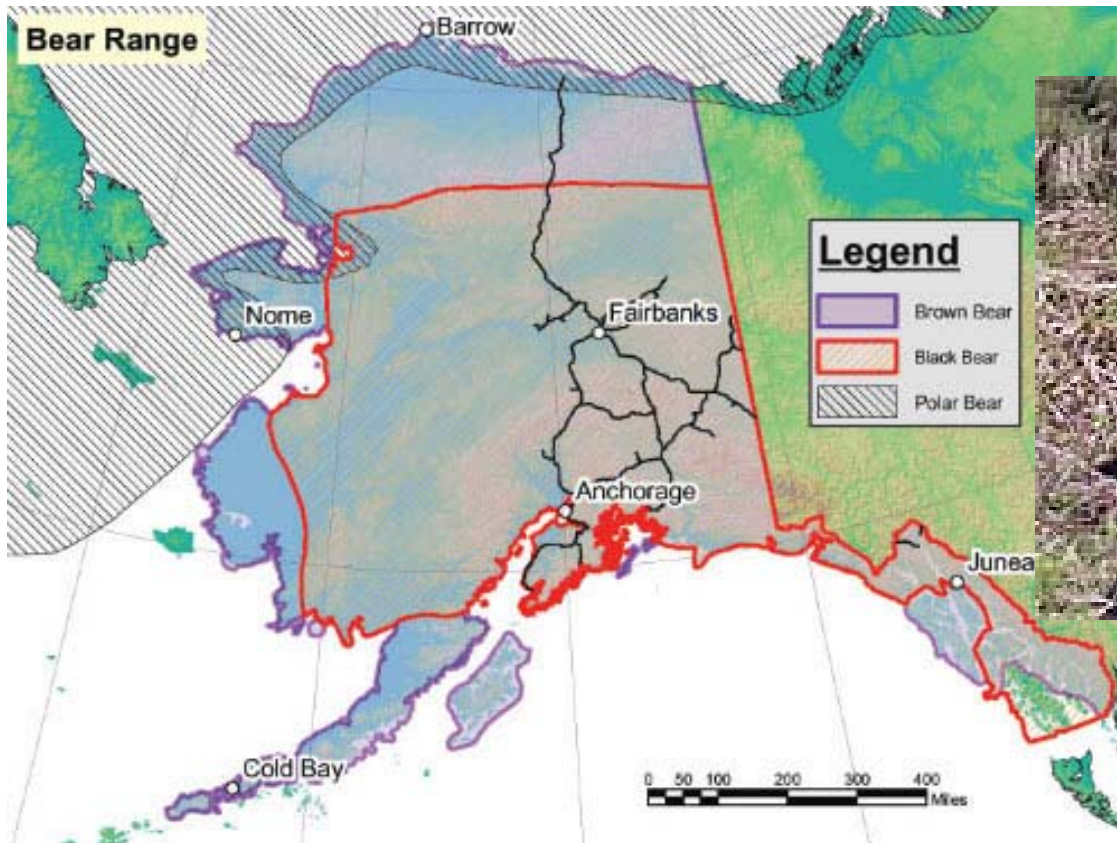 Bear Range
Barrow
Nome
Fairbanks
Anchorage
Junea
Cold Bay
Legend
Brown Bear
Black Bear
Polar Bear
0 50 100 200 300 400
Miles